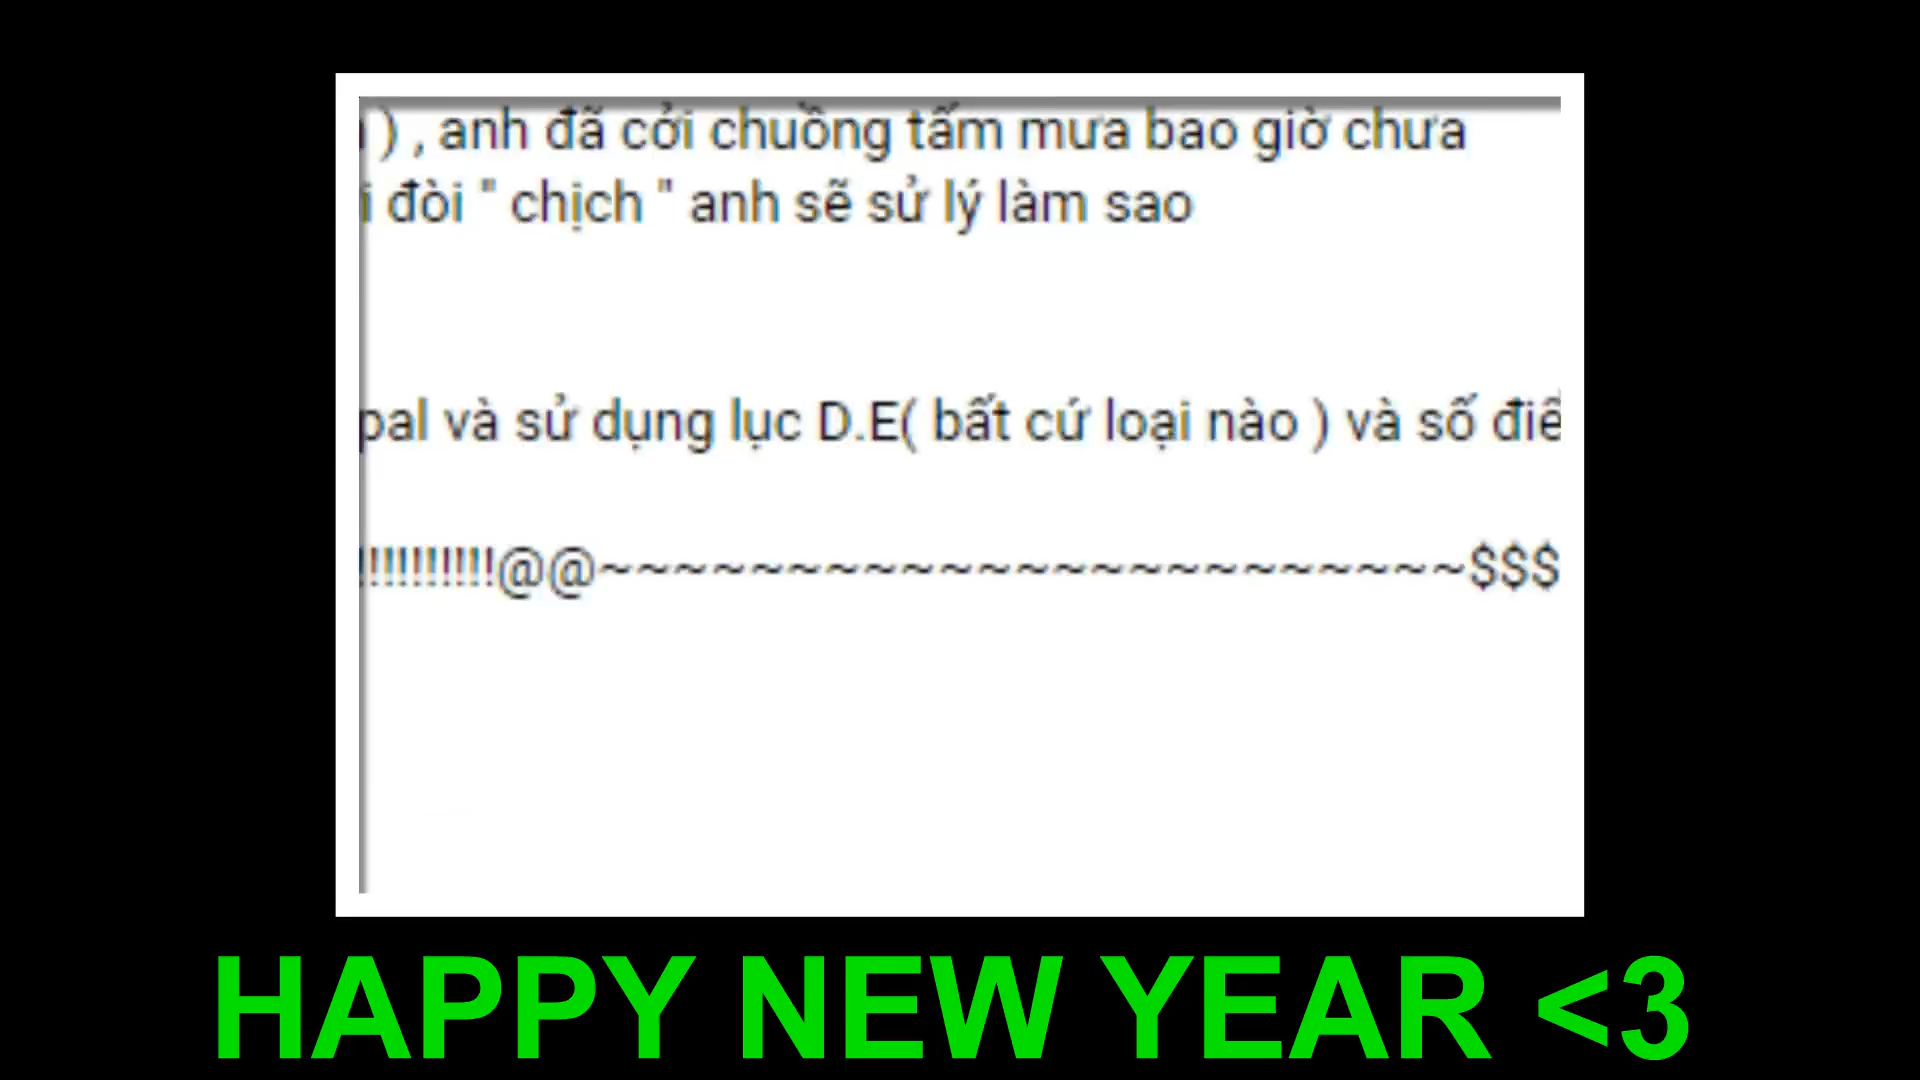 ) , anh đã cởi chuồng tắm mưa bao giờ chưa
i đòi " chịch " anh sẽ sử lý làm sao
pal và sử dụng lục D.E( bất cứ loại nào ) và số điê
!!!!!!!!!!@@~~~~~~~~~~~~~~~~~~~~~~~$$$
HAPPY NEW YEAR <3